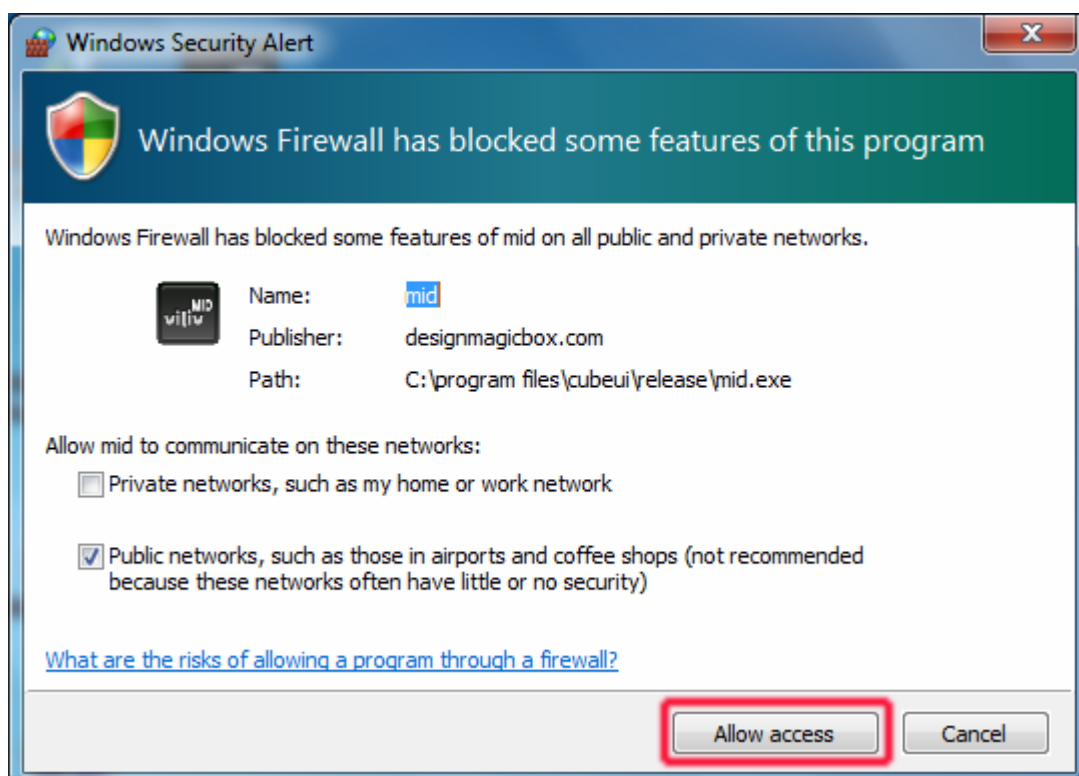 Windows Security Alert
Windows Firewall has blocked some features of this program
Windows Firewall has blocked some features of mid on all public and private networks.
MID
viliv
Name: mid
Publisher: designmagicbox.com
Path: C:\program files\cubeui\release\mid.exe
Allow mid to communicate on these networks:
Private networks, such as my home or work network
Public networks, such as those in airports and coffee shops (not recommended
because these networks often have little or no security)
What are the risks of allowing a program through a firewall?
Allow access Cancel